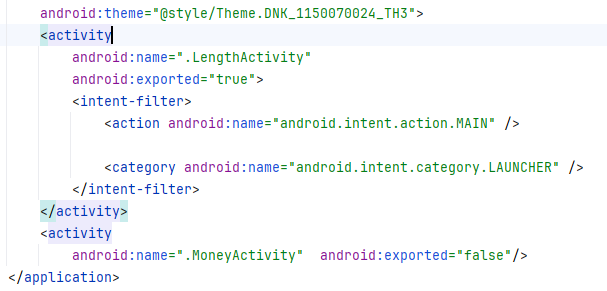 android:theme="@style/Theme.DNK_1150070024_TH3">
<activity
android:name=".LengthActivity"
android:exported="true">
<intent-filter>
<action android:name="android.intent.action.MAIN" />
<category android:name="android.intent.category.LAUNCHER" />
</intent-filter>
</activity>
<activity
android:name=".MoneyActivity"  android:exported="false"/>
</application>